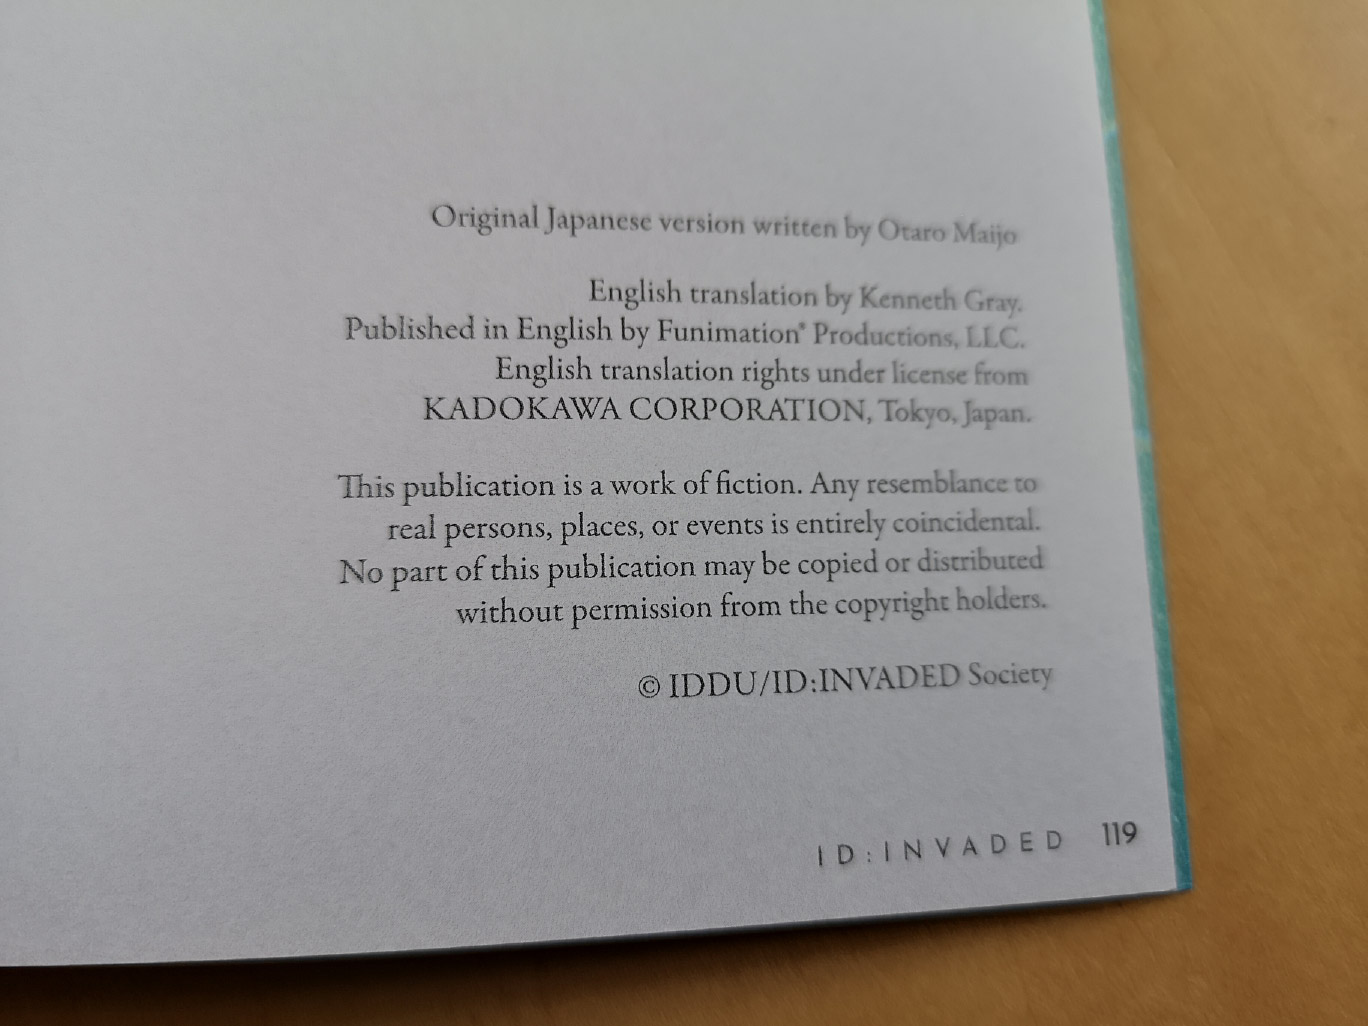 Original Japanese version written by Otaro Maijo
English translation by Kenneth Gray.
Published in English by Funimation® Productions, LLC.
English translation rights under license from
KADOKAWA CORPORATION, Tokyo, Japan.
This publication is a work of fiction. Any resemblance to
real persons, places, or events is entirely coincidental.
No part of this publication may be copied or distributed
without permission from the copyright holders.
© IDDU/ID:INVADED Society
ID:INVADED 119